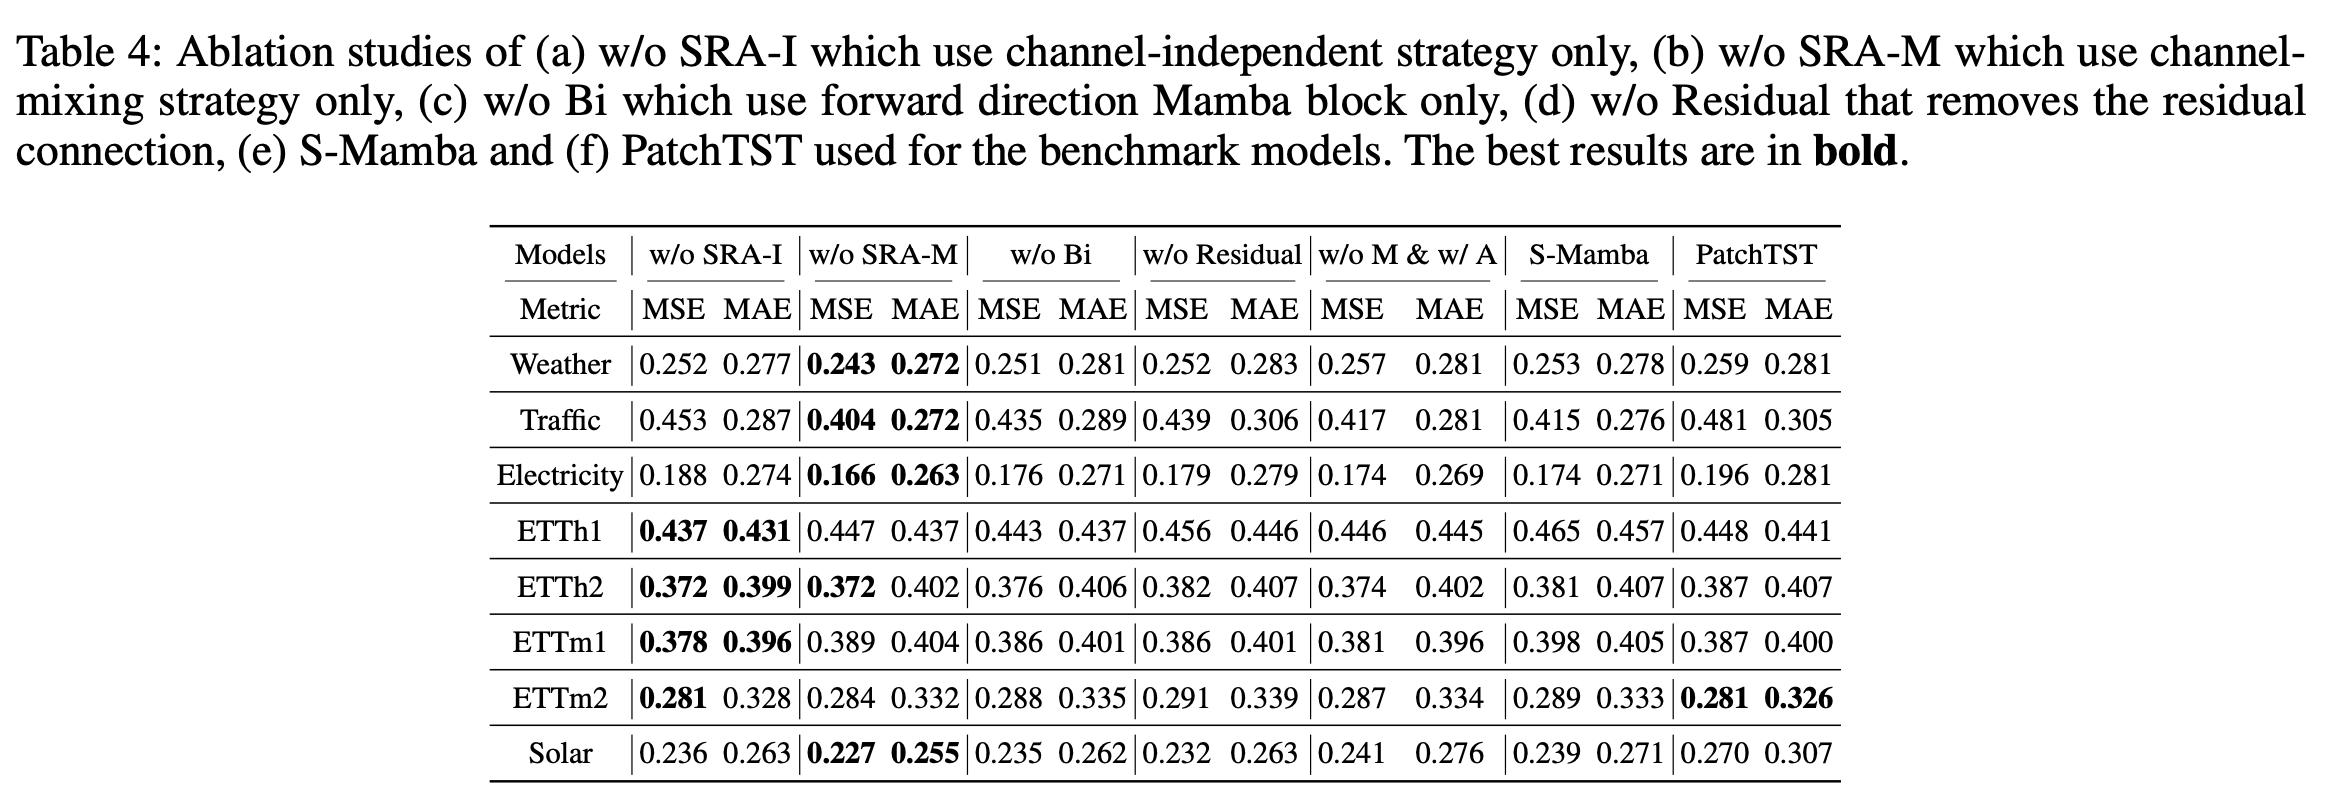 Table 4: Ablation studies of (a) w/o SRA-I which use channel-independent strategy only, (b) w/o SRA-M which use channel-
mixing strategy only, (c) w/o Bi which use forward direction Mamba block only, (d) w/o Residual that removes the residual
connection, (e) S-Mamba and (f) PatchTST used for the benchmark models. The best results are in bold.
Models w/o SRA-I w/o SRA-M w/o Bi w/o Residual w/o M & w/ A S-Mamba PatchTST
Metric MSE MAE MSE MAE MSE MAE MSE MAE MSE MAE MSE MAE MSE MAE
Weather 0.252 0.277 0.243 0.272 0.251 0.281 0.252 0.283 0.257 0.281 0.253 0.278 0.259 0.281
Traffic 0.453 0.287 0.404 0.272 0.435 0.289 0.439 0.306 0.417 0.281 0.415 0.276 0.481 0.305
Electricity 0.188 0.274 0.166 0.263 0.176 0.271 0.179 0.279 0.174 0.269 0.174 0.271 0.196 0.281
ETTh1 0.437 0.431 0.447 0.437 0.443 0.437 0.456 0.446 0.446 0.445 0.465 0.457 0.448 0.441
ETTh2 0.372 0.399 0.372 0.402 0.376 0.406 0.382 0.407 0.374 0.402 0.381 0.407 0.387 0.407
ETTm1 0.378 0.396 0.389 0.404 0.386 0.401 0.386 0.401 0.381 0.396 0.398 0.405 0.387 0.400
ETTm2 0.281 0.328 0.284 0.332 0.288 0.335 0.291 0.339 0.287 0.334 0.289 0.333 0.281 0.326
Solar 0.236 0.263 0.227 0.255 0.235 0.262 0.232 0.263 0.241 0.276 0.239 0.271 0.270 0.307